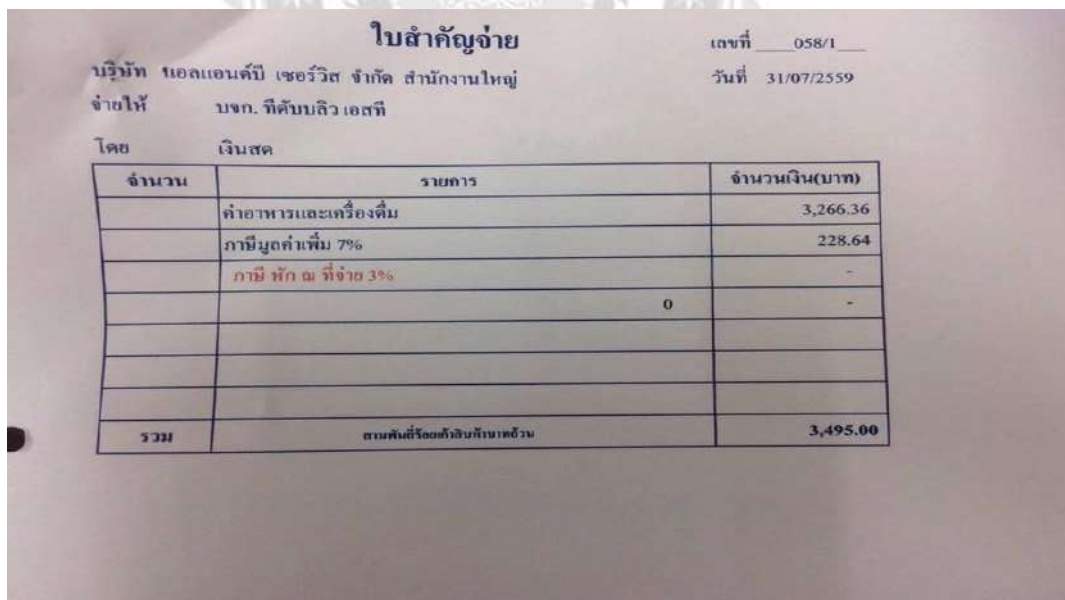 ใบสำคัญจ่าย
เลขที่ 058/1
บริษัท แอลแอนด์บี เซอร์วิส จำกัด สำนักงานใหญ่
วันที่ 31/07/2559
จ่ายให้ บจก. ทีดับบลิว เอสที
โดย เงินสด
จำนวน รายการ จำนวนเงิน(บาท)
ค่าอาหารและเครื่องดื่ม 3,266.36
ภาษีมูลค่าเพิ่ม 7% 228.64
ภาษี หัก ณ ที่จ่าย 3% -
0 -
รวม สามพันสี่ร้อยเก้าสิบห้าบาทถ้วน 3,495.00